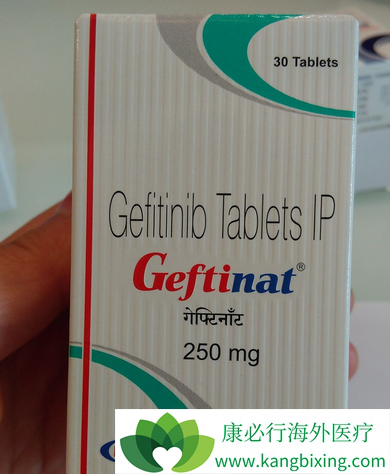 30 Tablets
Gefitinib Tablets IP
Geftinat®
गेफ्टिनाँट
250 mg
康必行海外医疗
www.kangbixing.com